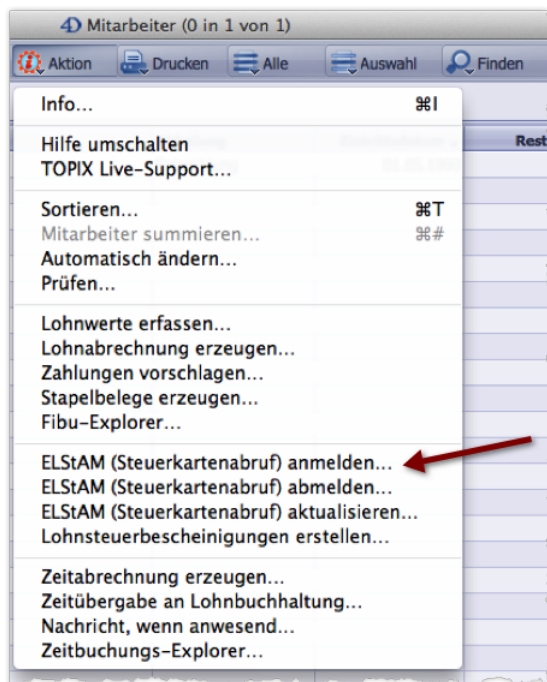 4D Mitarbeiter (0 in 1 von 1)
Aktion Drucken Alle Auswahl Finden
Info... ⌘I
Rest
Hilfe umschalten
TOPIX Live-Support...
Sortieren... ⌘T
Mitarbeiter summieren... ⌘#
Automatisch ändern...
Prüfen...
Lohnwerte erfassen...
Lohnabrechnung erzeugen...
Zahlungen vorschlagen...
Stapelbelege erzeugen...
Fibu-Explorer...
ELStAM (Steuerkartenabruf) anmelden...
ELStAM (Steuerkartenabruf) abmelden...
ELStAM (Steuerkartenabruf) aktualisieren...
Lohnsteuerbescheinigungen erstellen...
Zeitabrechnung erzeugen...
Zeitübergabe an Lohnbuchhaltung...
Nachricht, wenn anwesend...
Zeitbuchungs-Explorer...